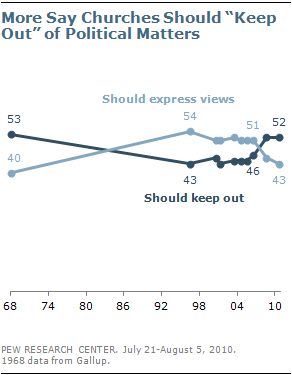 More Say Churches Should “Keep
Out” of Political Matters
Should express views
53
54
51
52
40
43
46
43
Should keep out
68 74 80 86 92 98 04 10
PEW RESEARCH CENTER. July 21-August 5, 2010.
1968 data from Gallup.